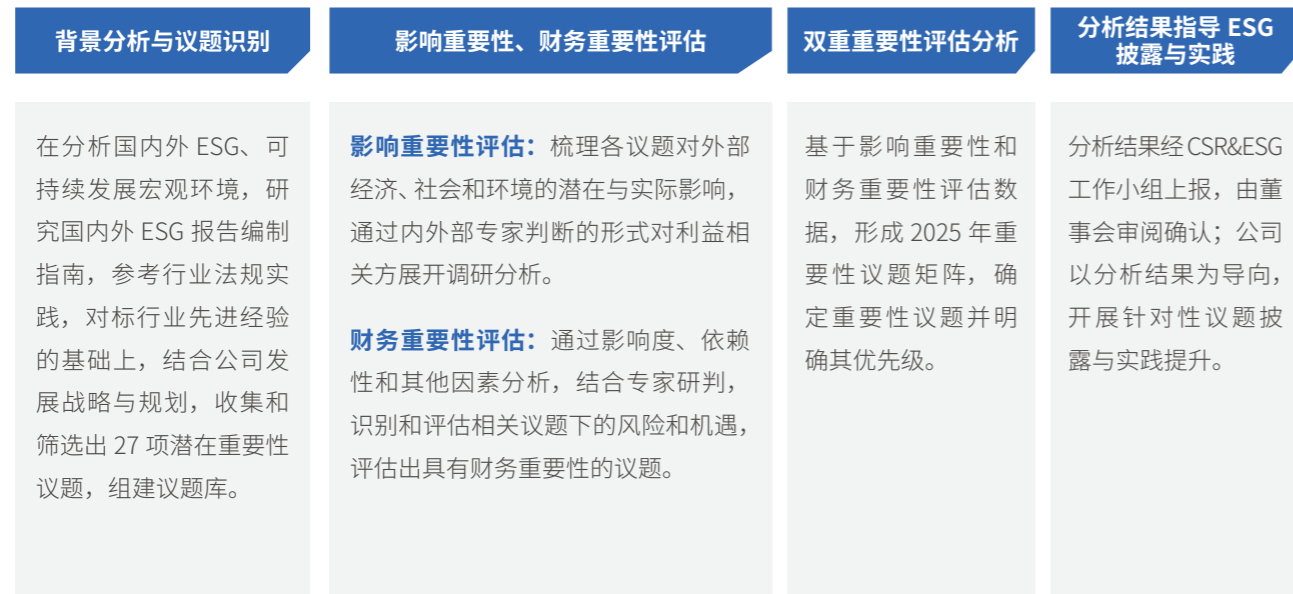 背景分析与议题识别
在分析国内外 ESG、可
持续发展宏观环境，研
究国内外 ESG 报告编制
指南，参考行业法规实
践，对标行业先进经验
的基础上，结合公司发
展战略与规划，收集和
筛选出 27 项潜在重要性
议题，组建议题库。
影响重要性、财务重要性评估
影响重要性评估：梳理各议题对外部
经济、社会和环境的潜在与实际影响，
通过内外部专家判断的形式对利益相
关方展开调研分析。
财务重要性评估：通过影响度、依赖
性和其他因素分析，结合专家研判，
识别和评估相关议题下的风险和机遇，
评估出具有财务重要性的议题。
双重重要性评估分析
基于影响重要性和
财务重要性评估数
据，形成 2025 年重
要性议题矩阵，确
定重要性议题并明
确其优先级。
分析结果指导 ESG
披露与实践
分析结果经 CSR&ESG
工作小组上报，由董
事会审阅确认；公司
以分析结果为导向，
开展针对性议题披
露与实践提升。